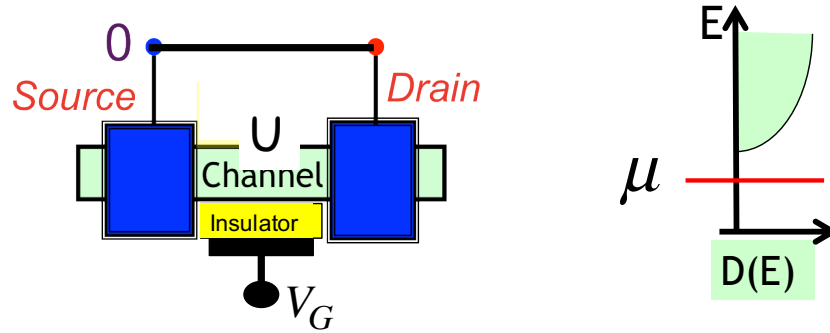 0
Source
Drain
U
Channel
Insulator
V_G
E
μ
D(E)